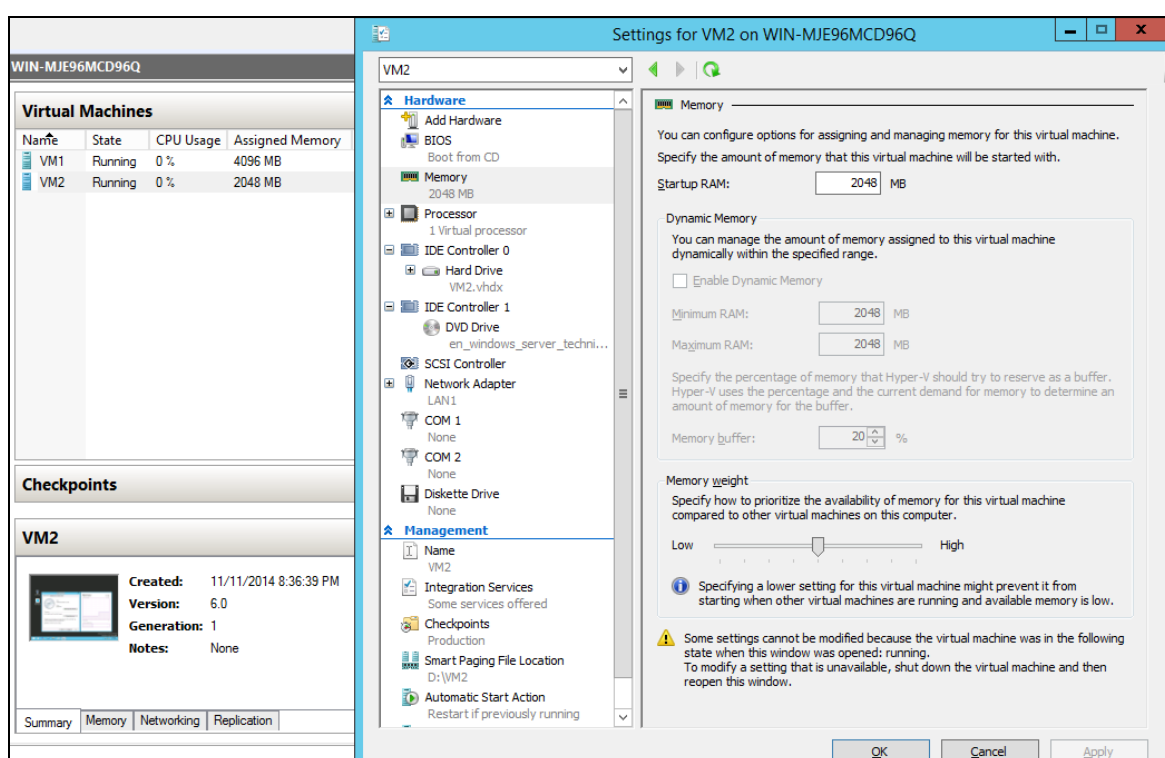 Settings for VM2 on WIN-MJE96MCD96Q
WIN-MJE96MCD96Q
Virtual Machines
Name State CPU Usage Assigned Memory
VM1 Running 0 % 4096 MB
VM2 Running 0 % 2048 MB
Checkpoints
VM2
Created: 11/11/2014 8:36:39 PM
Version: 6.0
Generation: 1
Notes: None
Summary Memory Networking Replication
VM2
Hardware
Add Hardware
BIOS
Boot from CD
Memory
2048 MB
Processor
1 Virtual processor
IDE Controller 0
Hard Drive
VM2.vhdx
IDE Controller 1
DVD Drive
en_windows_server_techni...
SCSI Controller
Network Adapter
LAN1
COM 1
None
COM 2
None
Diskette Drive
None
Management
Name
VM2
Integration Services
Some services offered
Checkpoints
Production
Smart Paging File Location
D:\VM2
Automatic Start Action
Restart if previously running
Memory
You can configure options for assigning and managing memory for this virtual machine.
Specify the amount of memory that this virtual machine will be started with.
Startup RAM: 2048 MB
Dynamic Memory
You can manage the amount of memory assigned to this virtual machine
dynamically within the specified range.
Enable Dynamic Memory
Minimum RAM: 2048 MB
Maximum RAM: 2048 MB
Specify the percentage of memory that Hyper-V should try to reserve as a buffer.
Hyper-V uses the percentage and the current demand for memory to determine an
amount of memory for the buffer.
Memory buffer: 20 %
Memory weight
Specify how to prioritize the availability of memory for this virtual machine
compared to other virtual machines on this computer.
Low High
Specifying a lower setting for this virtual machine might prevent it from
starting when other virtual machines are running and available memory is low.
Some settings cannot be modified because the virtual machine was in the following
state when this window was opened: running.
To modify a setting that is unavailable, shut down the virtual machine and then
reopen this window.
OK Cancel Apply